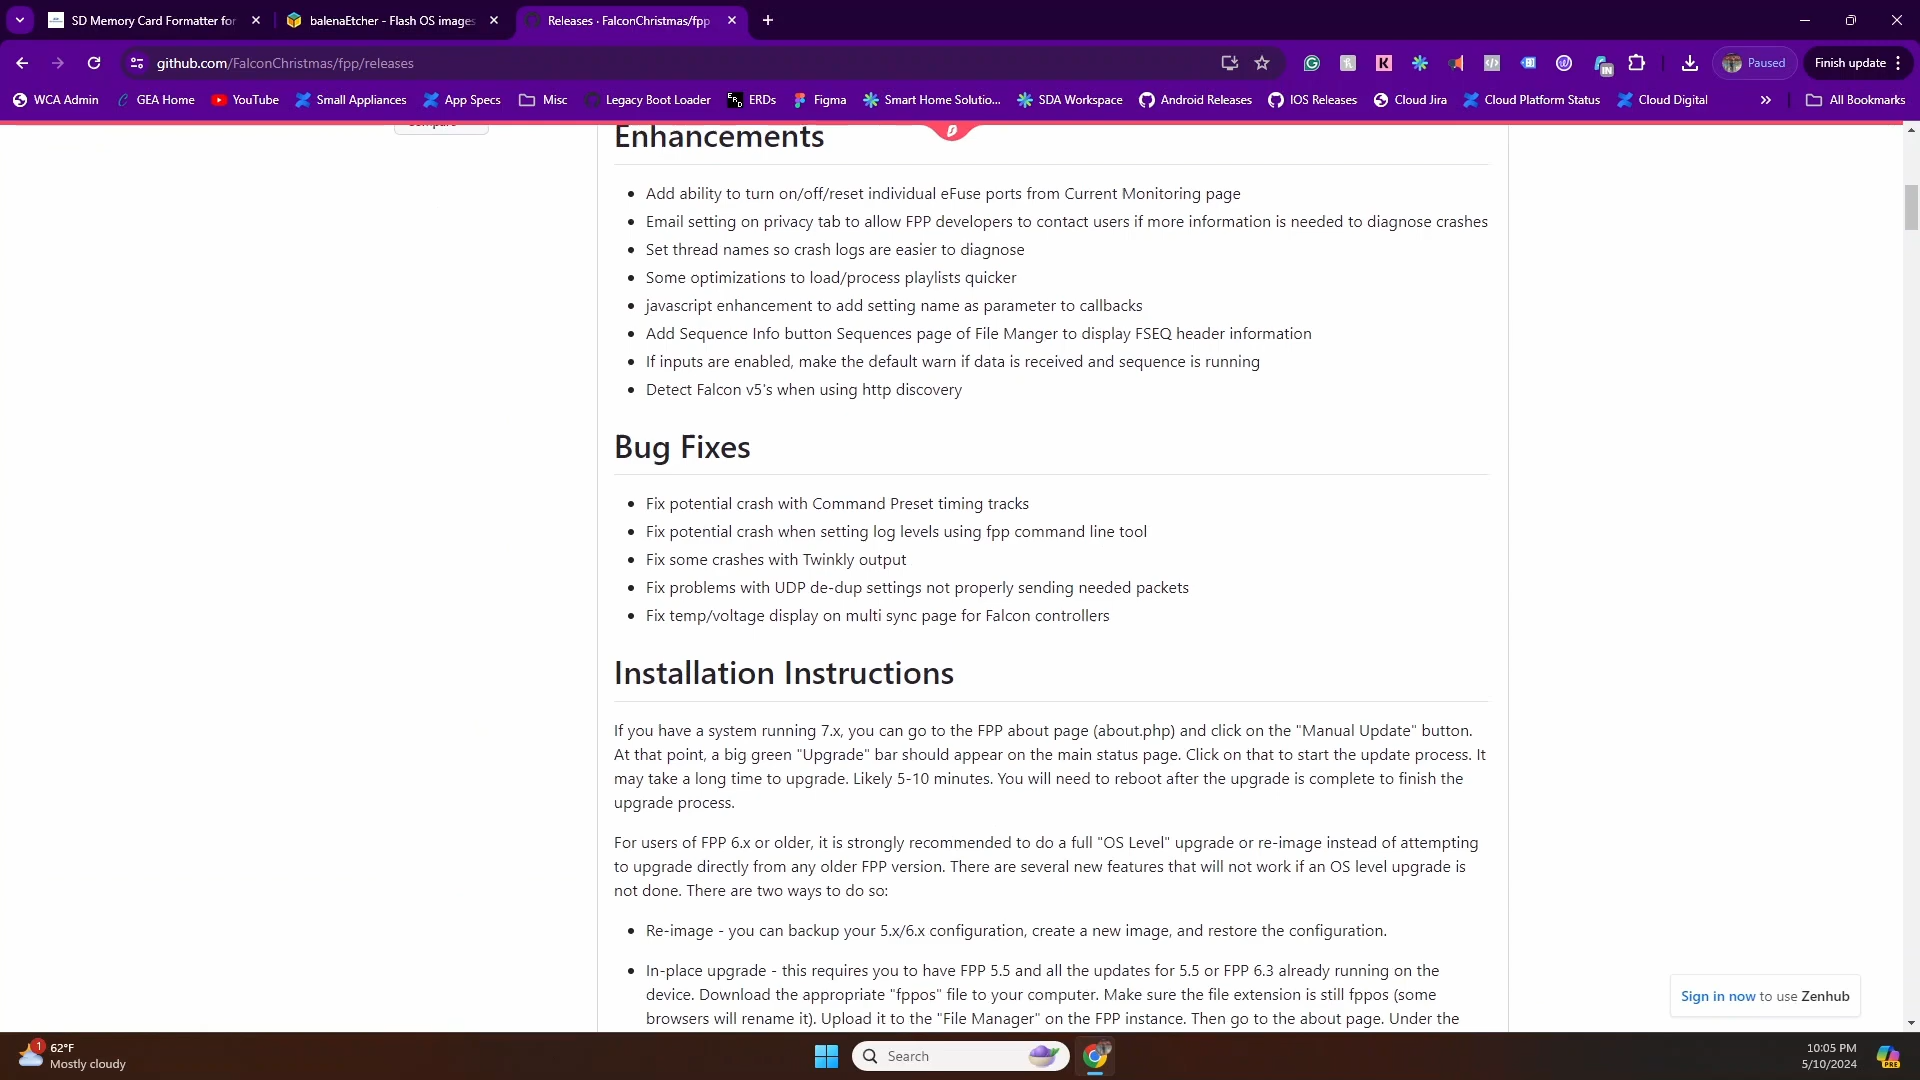 SD Memory Card Formatter for
balenaEtcher - Flash OS images
Releases · FalconChristmas/fpp
github.com/FalconChristmas/fpp/releases
Paused
Finish update
WCA Admin
GEA Home
YouTube
Small Appliances
App Specs
Misc
Legacy Boot Loader
ERDs
Figma
Smart Home Solutio...
SDA Workspace
Android Releases
IOS Releases
Cloud Jira
Cloud Platform Status
Cloud Digital
All Bookmarks
Enhancements
Add ability to turn on/off/reset individual eFuse ports from Current Monitoring page
Email setting on privacy tab to allow FPP developers to contact users if more information is needed to diagnose crashes
Set thread names so crash logs are easier to diagnose
Some optimizations to load/process playlists quicker
javascript enhancement to add setting name as parameter to callbacks
Add Sequence Info button Sequences page of File Manger to display FSEQ header information
If inputs are enabled, make the default warn if data is received and sequence is running
Detect Falcon v5's when using http discovery
Bug Fixes
Fix potential crash with Command Preset timing tracks
Fix potential crash when setting log levels using fpp command line tool
Fix some crashes with Twinkly output
Fix problems with UDP de-dup settings not properly sending needed packets
Fix temp/voltage display on multi sync page for Falcon controllers
Installation Instructions
If you have a system running 7.x, you can go to the FPP about page (about.php) and click on the "Manual Update" button.
At that point, a big green "Upgrade" bar should appear on the main status page. Click on that to start the update process. It
may take a long time to upgrade. Likely 5-10 minutes. You will need to reboot after the upgrade is complete to finish the
upgrade process.
For users of FPP 6.x or older, it is strongly recommended to do a full "OS Level" upgrade or re-image instead of attempting
to upgrade directly from any older FPP version. There are several new features that will not work if an OS level upgrade is
not done. There are two ways to do so:
Re-image - you can backup your 5.x/6.x configuration, create a new image, and restore the configuration.
In-place upgrade - this requires you to have FPP 5.5 and all the updates for 5.5 or FPP 6.3 already running on the
device. Download the appropriate "fppos" file to your computer. Make sure the file extension is still fppos (some
browsers will rename it). Upload it to the "File Manager" on the FPP instance. Then go to the about page. Under the
Sign in now to use Zenhub
1
62°F
Mostly cloudy
Search
10:05 PM
5/10/2024
PRE